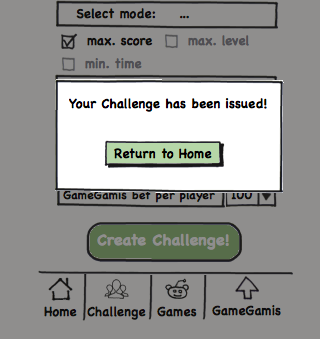 Select mode: ...
max. score max. level
min. time
Your Challenge has been issued!
Return to Home
GameGamis bet per player 100
Create Challenge!
Home Challenge Games GameGamis